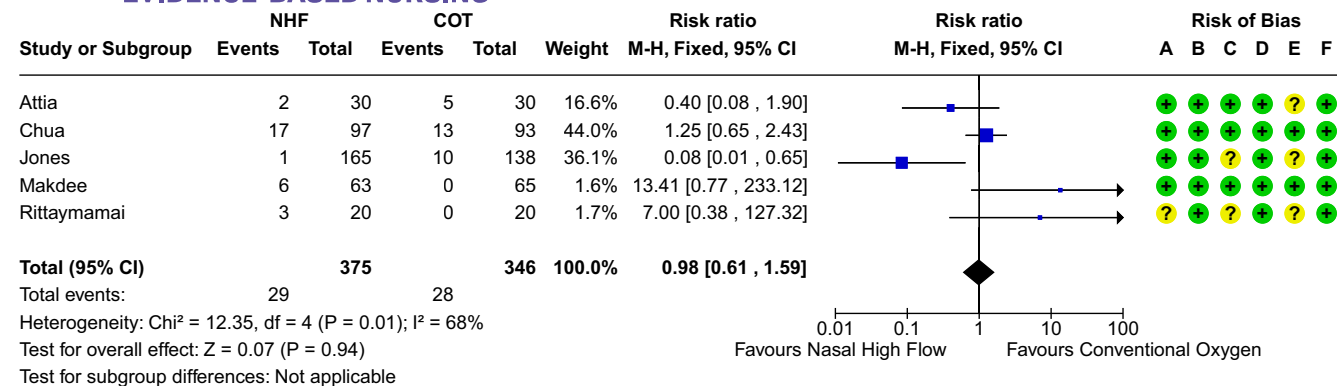 EVIDENCE-BASED NURSING
NHF COT Risk ratio Risk ratio Risk of Bias
Study or Subgroup Events Total Events Total Weight M-H, Fixed, 95% CI M-H, Fixed, 95% CI A B C D E F
Attia 2 30 5 30 16.6% 0.40 [0.08 , 1.90] + + + + ? +
Chua 17 97 13 93 44.0% 1.25 [0.65 , 2.43] + + + + + +
Jones 1 165 10 138 36.1% 0.08 [0.01 , 0.65] + + ? + ? +
Makdee 6 63 0 65 1.6% 13.41 [0.77 , 233.12] + + + + + +
Rittaymamai 3 20 0 20 1.7% 7.00 [0.38 , 127.32] ? + ? + ? +
Total (95% CI) 375 346 100.0% 0.98 [0.61 , 1.59]
Total events: 29 28
Heterogeneity: Chi² = 12.35, df = 4 (P = 0.01); I² = 68%
0.01 0.1 1 10 100
Test for overall effect: Z = 0.07 (P = 0.94) Favours Nasal High Flow Favours Conventional Oxygen
Test for subgroup differences: Not applicable